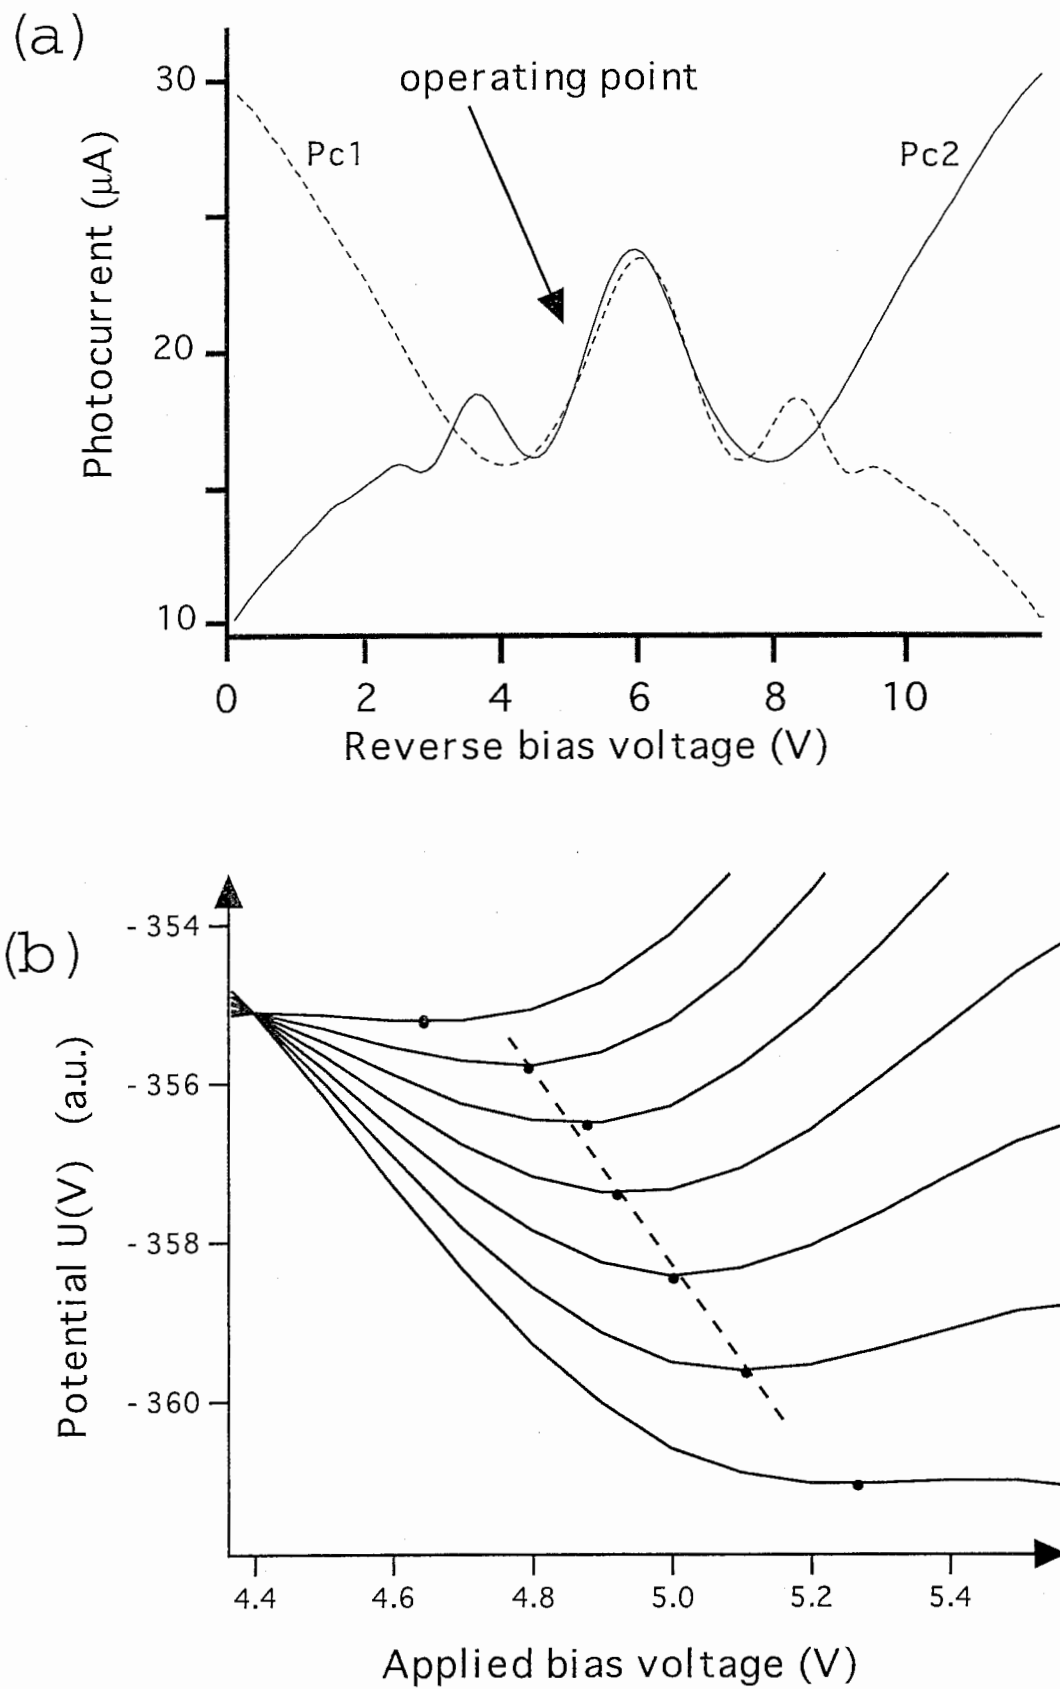 (a)
operating point
Pc1
Pc2
30
20
10
Photocurrent (μA)
0 2 4 6 8 10
Reverse bias voltage (V)
(b)
- 354
- 356
- 358
- 360
Potential U(V) (a.u.)
4.4 4.6 4.8 5.0 5.2 5.4
Applied bias voltage (V)